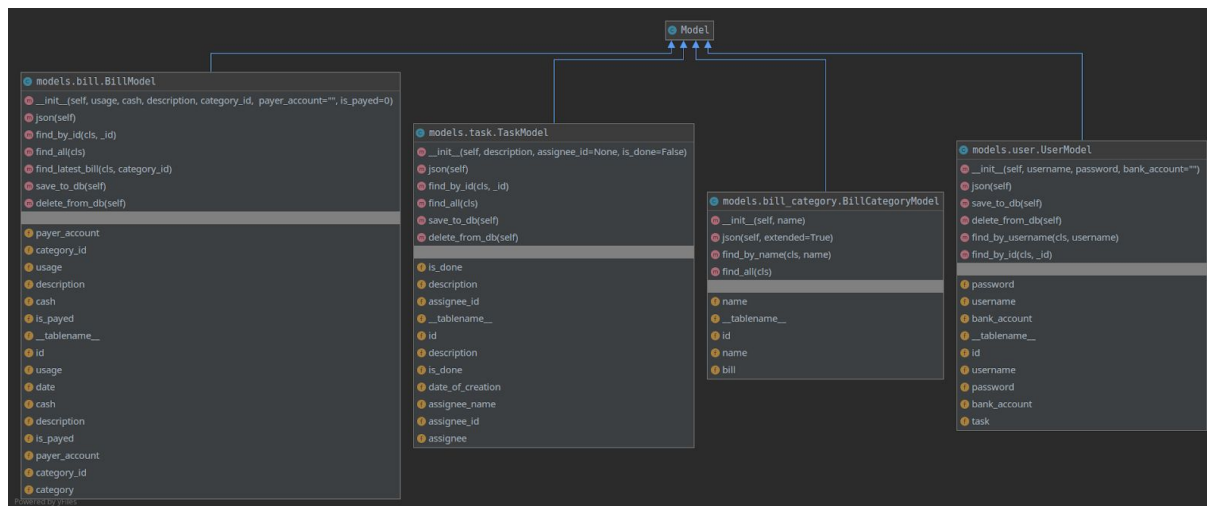 Model
models.bill.BillModel
__init__(self, usage, cash, description, category_id,  payer_account="", is_payed=0)
json(self)
find_by_id(cls, _id)
find_all(cls)
find_latest_bill(cls, category_id)
save_to_db(self)
delete_from_db(self)
payer_account
category_id
usage
description
cash
is_payed
__tablename__
id
usage
date
cash
description
is_payed
payer_account
category_id
category
models.task.TaskModel
__init__(self, description, assignee_id=None, is_done=False)
json(self)
find_by_id(cls, _id)
find_all(cls)
save_to_db(self)
delete_from_db(self)
is_done
description
assignee_id
__tablename__
id
description
is_done
date_of_creation
assignee_name
assignee_id
assignee
models.bill_category.BillCategoryModel
__init__(self, name)
json(self, extended=True)
find_by_name(cls, name)
find_all(cls)
name
__tablename__
id
name
bill
models.user.UserModel
__init__(self, username, password, bank_account="")
json(self)
save_to_db(self)
delete_from_db(self)
find_by_username(cls, username)
find_by_id(cls, _id)
password
username
bank_account
__tablename__
id
username
password
bank_account
task
Powered by yFiles